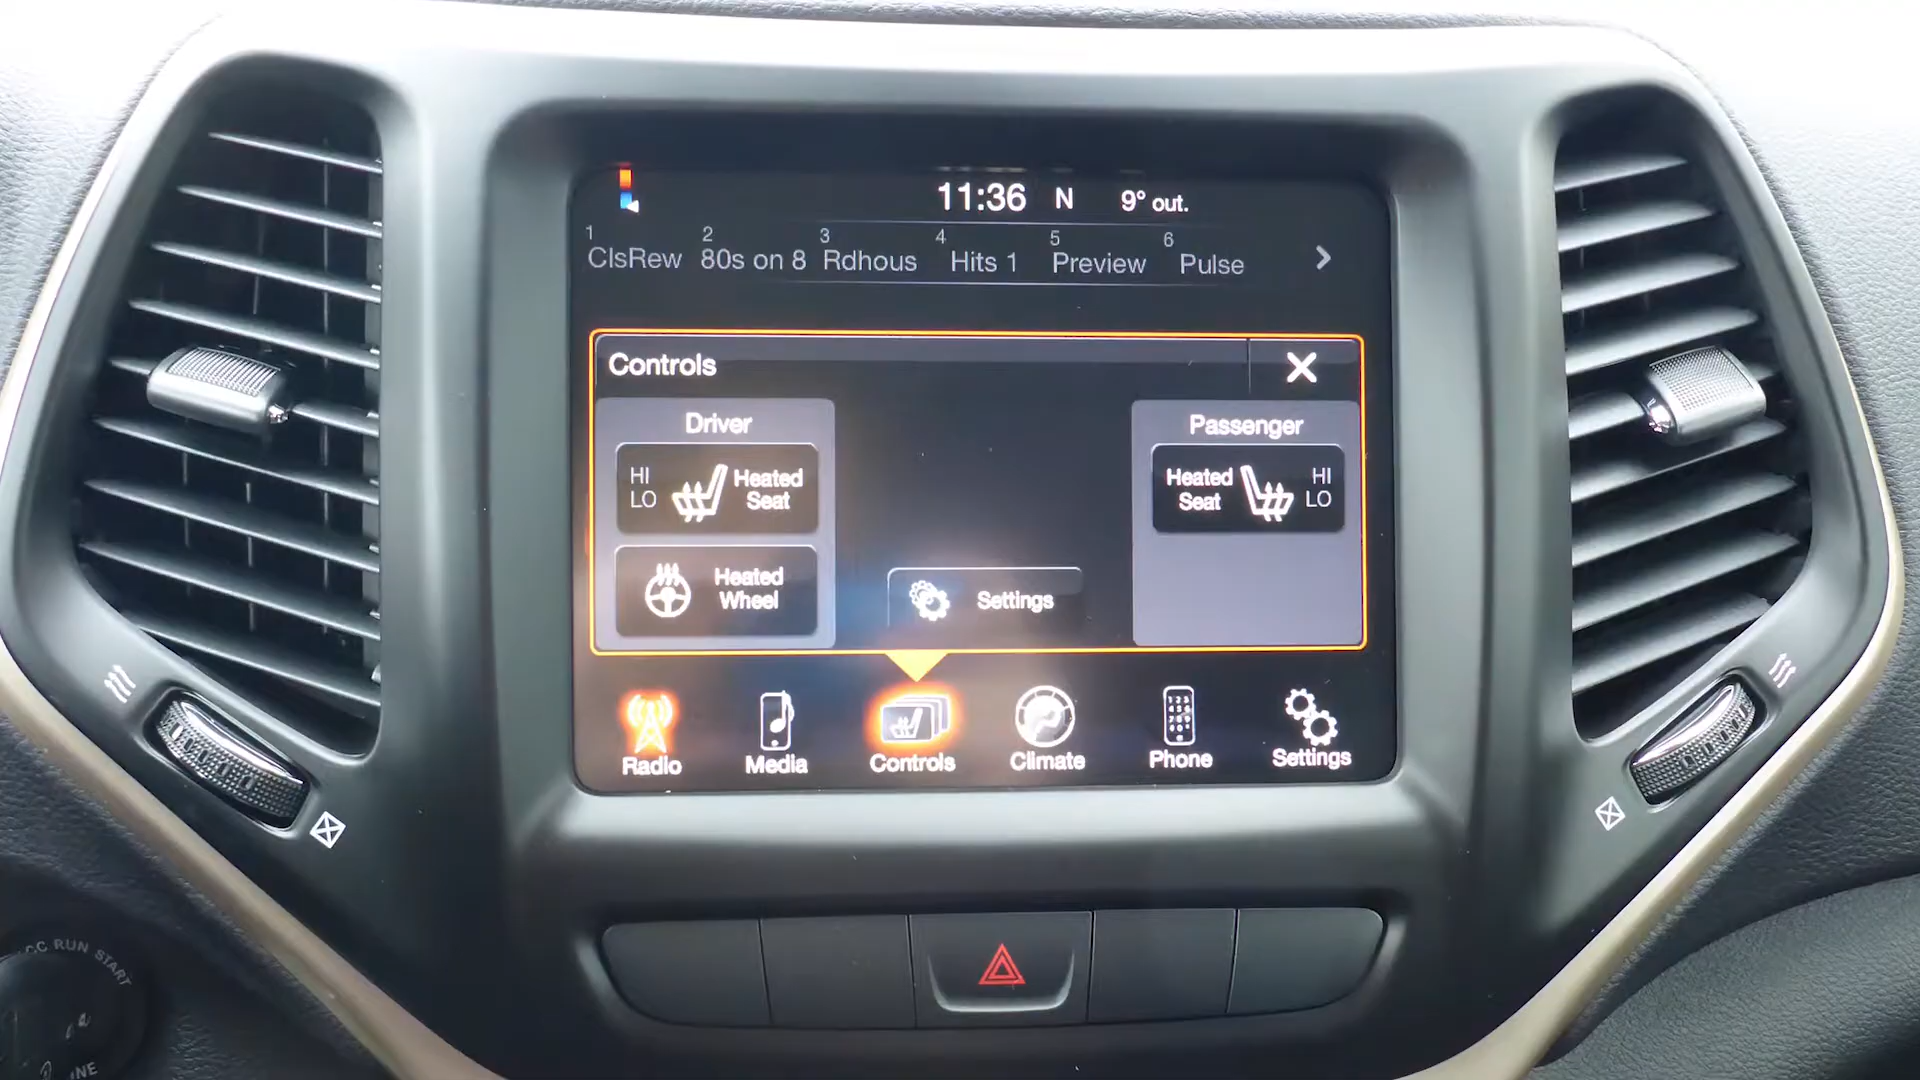 11:36 N 9° out.
1 2 3 4 5 6
ClsRew 80s on 8 Rdhous Hits 1 Preview Pulse
Controls
Driver
HI
LO
Heated
Seat
Heated
Wheel
Settings
Passenger
Heated
Seat
HI
LO
Radio Media Controls Climate Phone Settings
RUN START